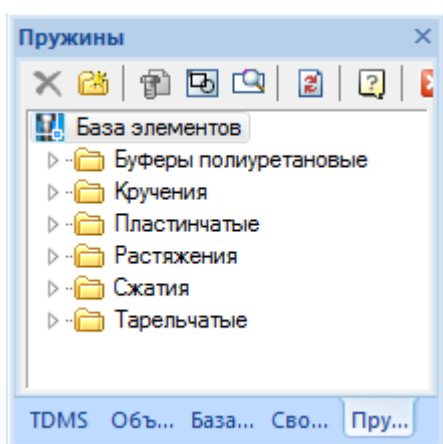 Пружины
База элементов
Буферы полиуретановые
Кручения
Пластинчатые
Растяжения
Сжатия
Тарельчатые
TDMS Объ... База... Сво... Пру...